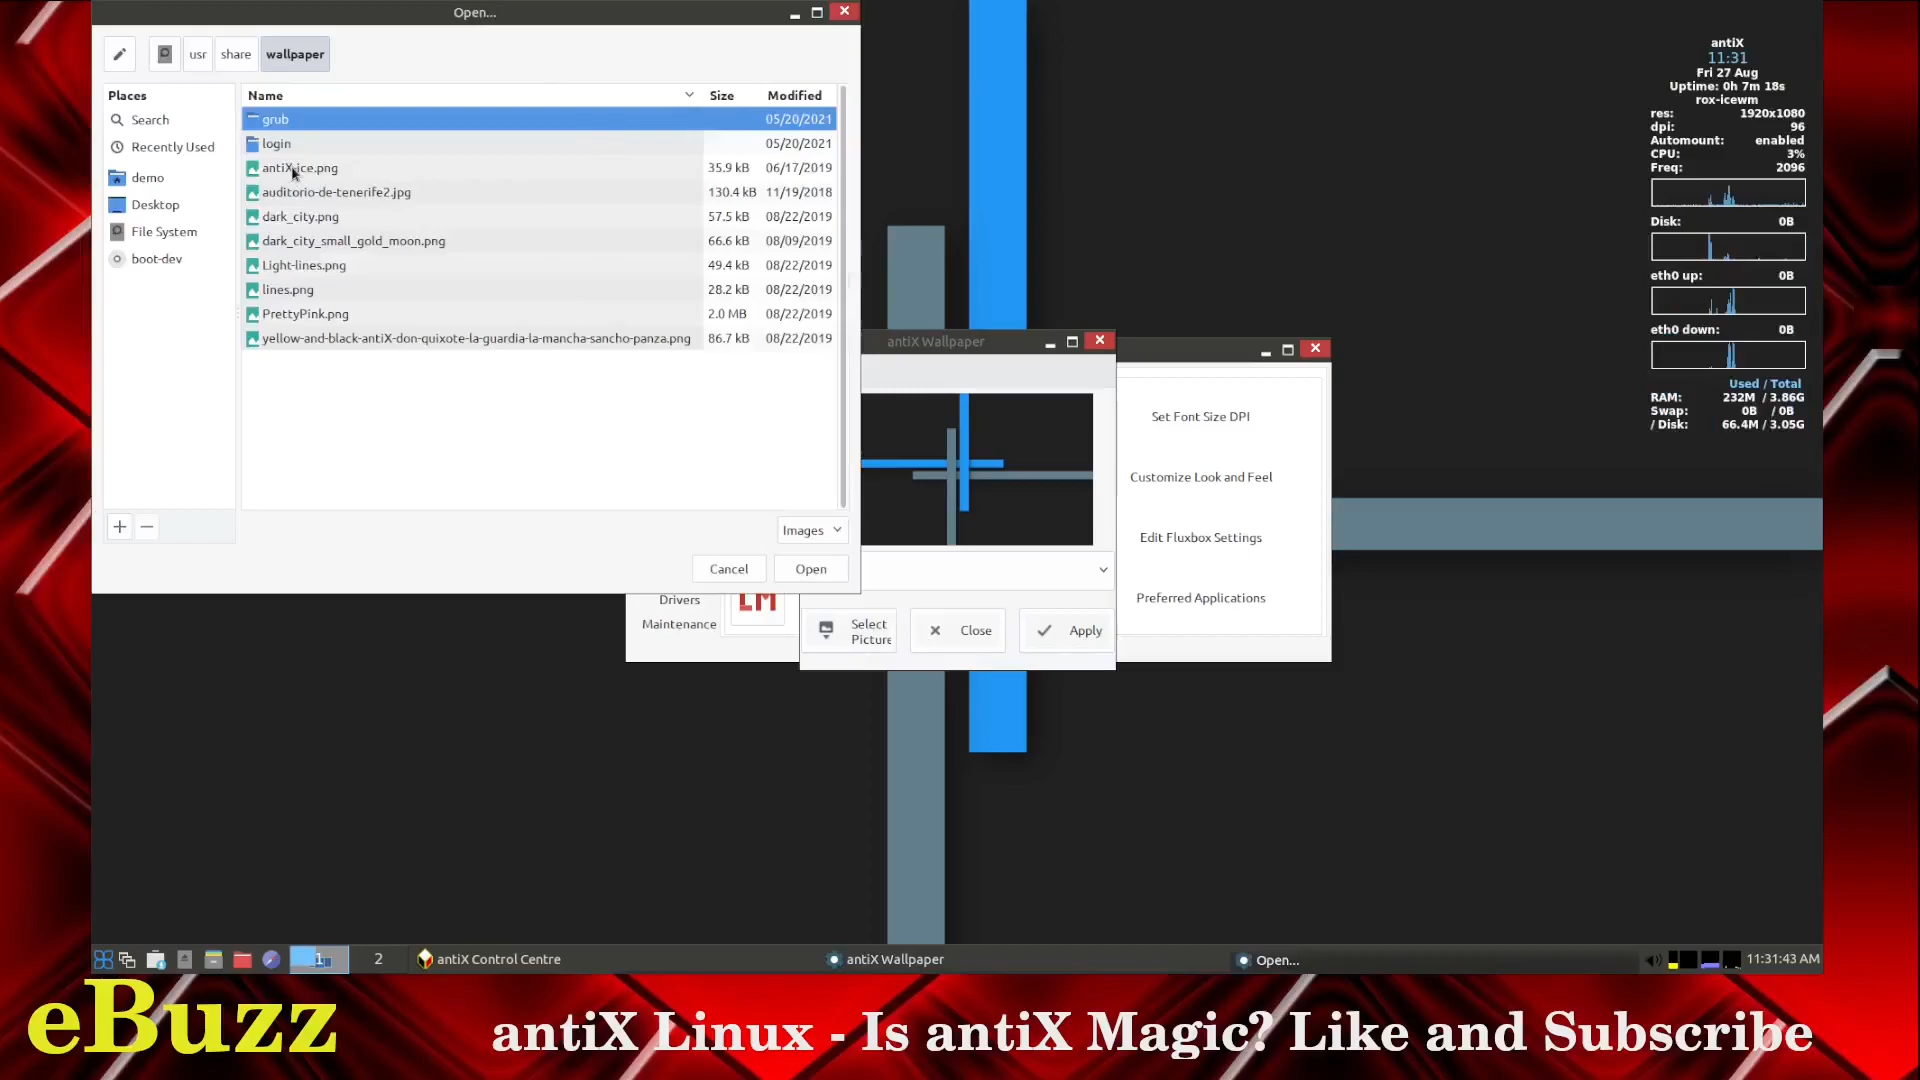 Open...
usr share wallpaper
Places
Search
Recently Used
demo
Desktop
File System
boot-dev
Name Size Modified
grub 05/20/2021
login 05/20/2021
antiX-ice.png 35.9 kB 06/17/2019
auditorio-de-tenerife2.jpg 130.4 kB 11/19/2018
dark_city.png 57.5 kB 08/22/2019
dark_city_small_gold_moon.png 66.6 kB 08/09/2019
Light-lines.png 49.4 kB 08/22/2019
lines.png 28.2 kB 08/22/2019
PrettyPink.png 2.0 MB 08/22/2019
yellow-and-black-antiX-don-quixote-la-guardia-la-mancha-sancho-panza.png 86.7 kB 08/22/2019
Images
Cancel Open
antiX Wallpaper
Select
Picture
Close
Apply
Drivers
Maintenance
Set Font Size DPI
Customize Look and Feel
Edit Fluxbox Settings
Preferred Applications
antiX
11:31
Fri 27 Aug
Uptime: 0h 7m 18s
rox-icewm
res: 1920x1080
dpi: 96
Automount: enabled
CPU: 3%
Freq: 2096
Disk: 0B
eth0 up: 0B
eth0 down: 0B
Used / Total
RAM: 232M / 3.86G
Swap: 0B / 0B
/ Disk: 66.4M / 3.05G
1 2 antiX Control Centre antiX Wallpaper Open... 11:31:43 AM
eBuzz
antiX Linux - Is antiX Magic? Like and Subscribe